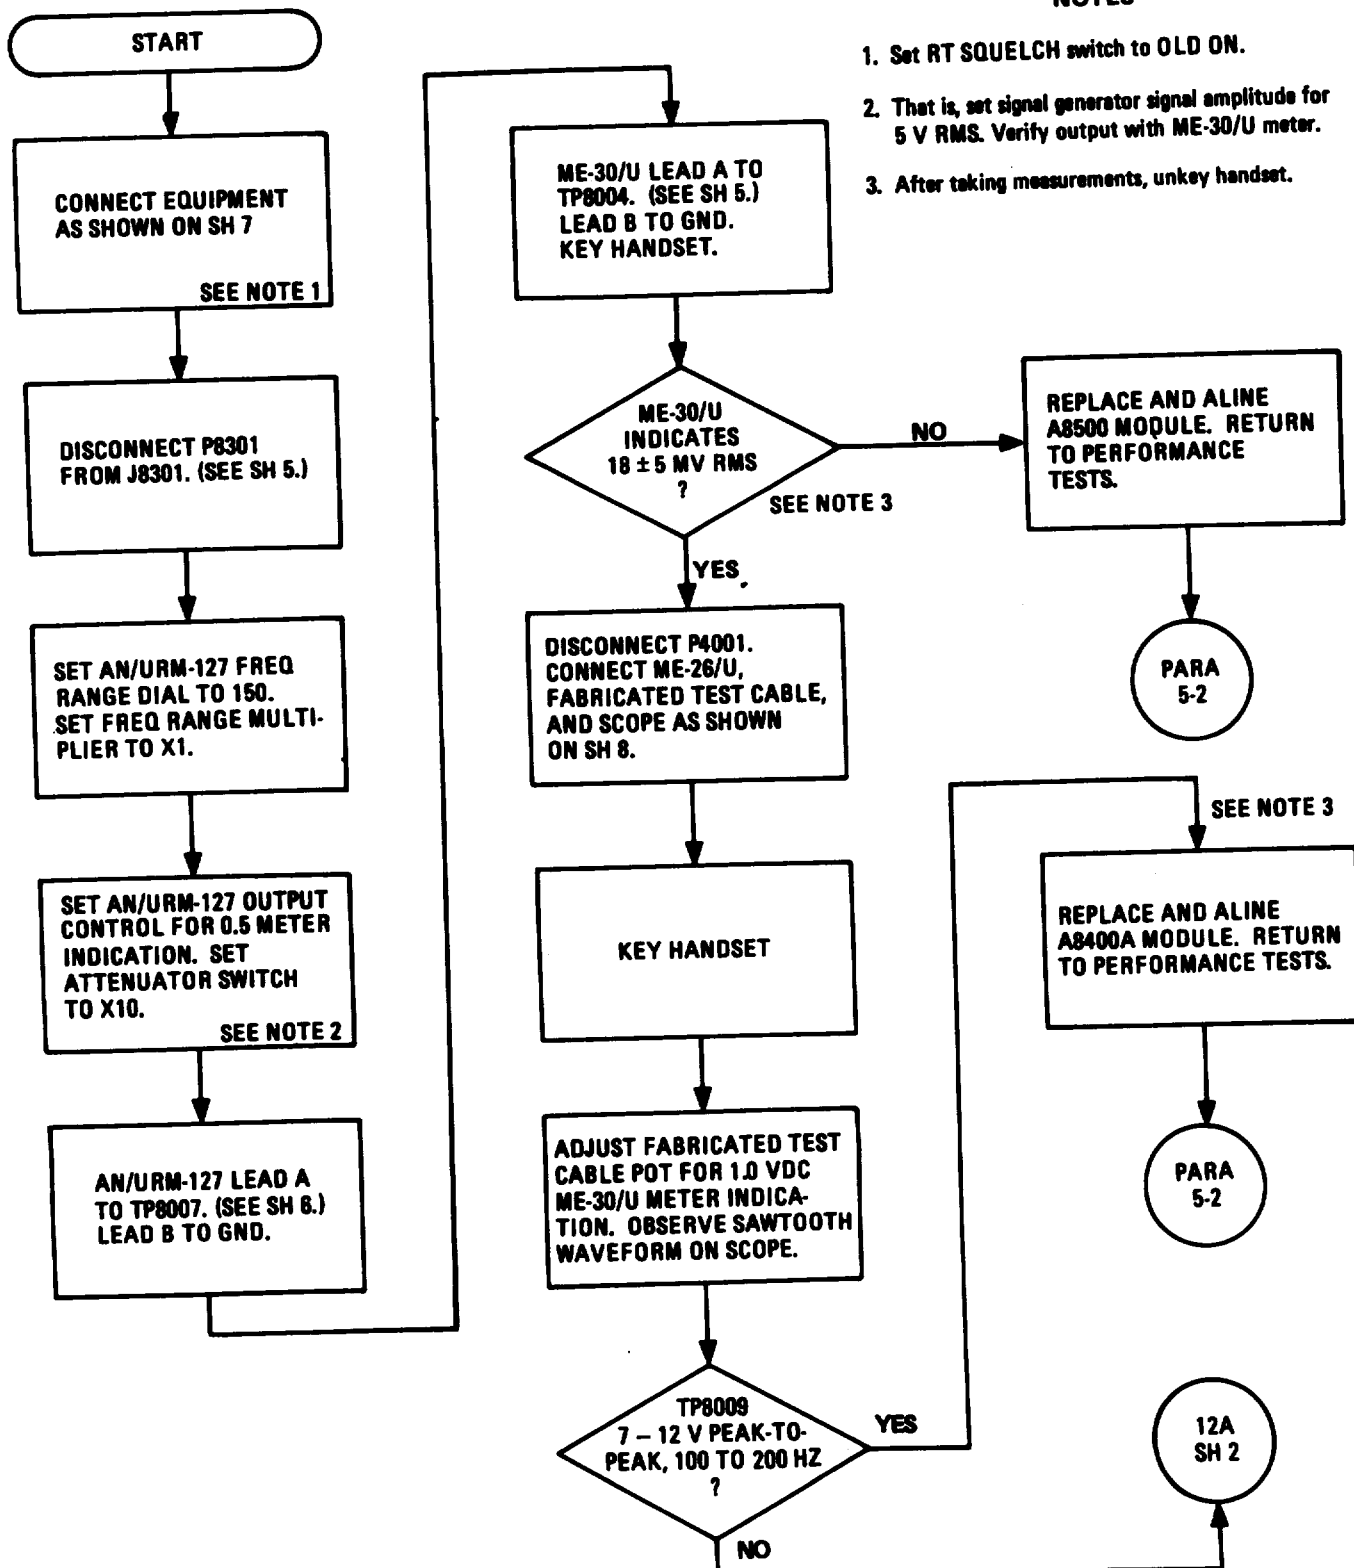 START
CONNECT EQUIPMENT
AS SHOWN ON SH 7
SEE NOTE 1
DISCONNECT P8301
FROM J8301. (SEE SH 5.)
SET AN/URM-127 FREQ
RANGE DIAL TO 150.
SET FREQ RANGE MULTI-
PLIER TO X1.
SET AN/URM-127 OUTPUT
CONTROL FOR 0.5 METER
INDICATION. SET
ATTENUATOR SWITCH
TO X10.
SEE NOTE 2
AN/URM-127 LEAD A
TO TP8007. (SEE SH 6.)
LEAD B TO GND.
ME-30/U LEAD A TO
TP8004. (SEE SH 5.)
LEAD B TO GND.
KEY HANDSET.
ME-30/U
INDICATES
18 ± 5 MV RMS
?
SEE NOTE 3
NO
YES
REPLACE AND ALINE
A8500 MODULE. RETURN
TO PERFORMANCE
TESTS.
PARA
5-2
DISCONNECT P4001.
CONNECT ME-26/U,
FABRICATED TEST CABLE,
AND SCOPE AS SHOWN
ON SH 8.
KEY HANDSET
ADJUST FABRICATED TEST
CABLE POT FOR 1.0 VDC
ME-30/U METER INDICA-
TION. OBSERVE SAWTOOTH
WAVEFORM ON SCOPE.
TP8009
7 – 12 V PEAK-TO-
PEAK, 100 TO 200 HZ
?
YES
NO
SEE NOTE 3
REPLACE AND ALINE
A8400A MODULE. RETURN
TO PERFORMANCE TESTS.
PARA
5-2
12A
SH 2
NOTES
1. Set RT SQUELCH switch to OLD ON.
2. That is, set signal generator signal amplitude for
5 V RMS. Verify output with ME-30/U meter.
3. After taking measurements, unkey handset.